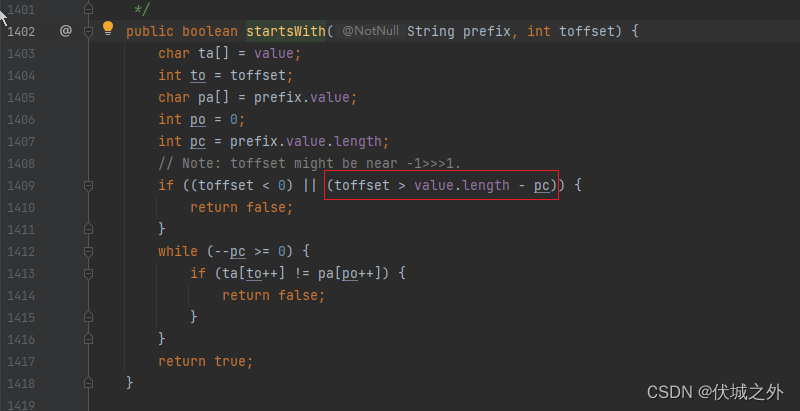 1401 */
1402 @ public boolean startsWith( @NotNull String prefix, int toffset) {
1403 char ta[] = value;
1404 int to = toffset;
1405 char pa[] = prefix.value;
1406 int po = 0;
1407 int pc = prefix.value.length;
1408 // Note: toffset might be near -1>>>1.
1409 if ((toffset < 0) || (toffset > value.length - pc)) {
1410 return false;
1411 }
1412 while (--pc >= 0) {
1413 if (ta[to++] != pa[po++]) {
1414 return false;
1415 }
1416 }
1417 return true;
1418 }
1419
CSDN @伏城之外